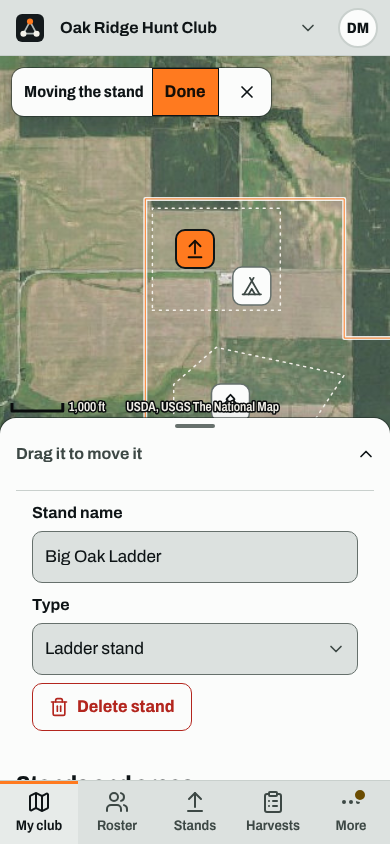 Oak Ridge Hunt Club
DM
Moving the stand
Done
1,000 ft
USDA, USGS The National Map
Drag it to move it
Stand name
Big Oak Ladder
Type
Ladder stand
Delete stand
My club
Roster
Stands
Harvests
More